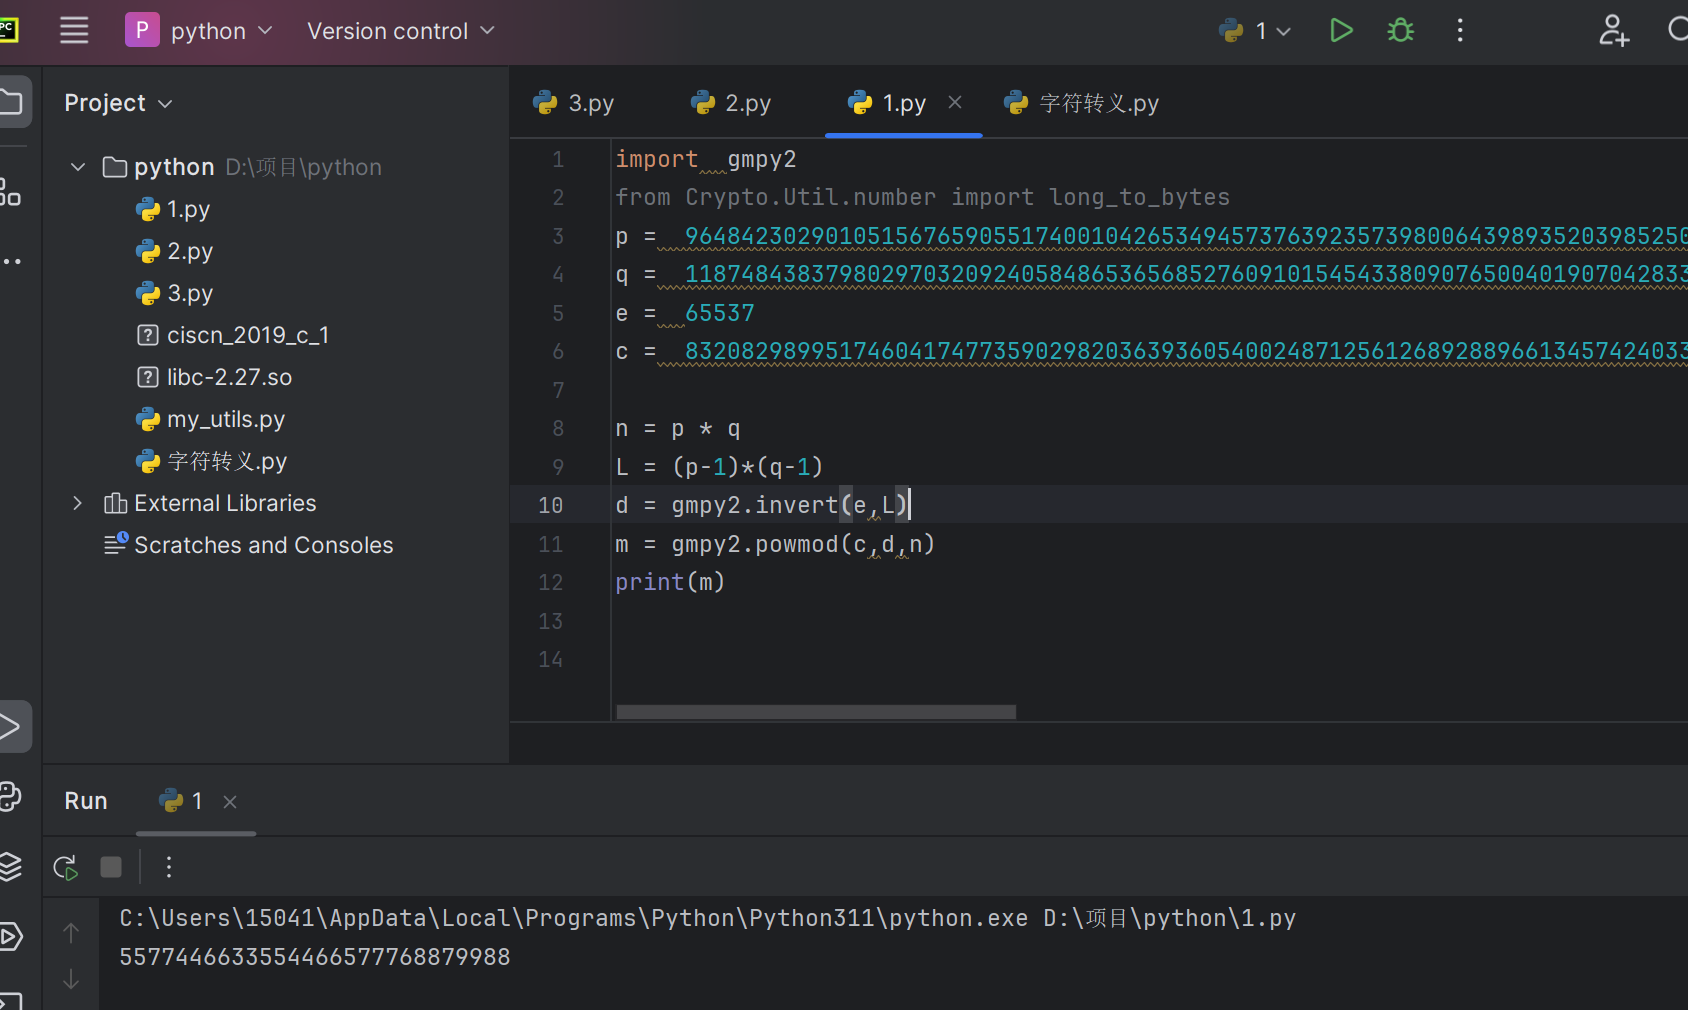 PC
P python Version control 1
Project
python D:\项目\python
1.py
2.py
3.py
ciscn_2019_c_1
libc-2.27.so
my_utils.py
字符转义.py
External Libraries
Scratches and Consoles
3.py 2.py 1.py 字符转义.py
1 import  gmpy2
2 from Crypto.Util.number import long_to_bytes
3 p =  9648423029010515676590551740010426534945737639235739800643989352039852507
4 q =  1187484383798029703209240584865365685276091015454338090765004019070428333
5 e =  65537
6 c =  8320829899517460417477359029820363936054002487125612689288966134574240333
7
8 n = p * q
9 L = (p-1)*(q-1)
10 d = gmpy2.invert(e,L)
11 m = gmpy2.powmod(c,d,n)
12 print(m)
13
14
Run 1
C:\Users\15041\AppData\Local\Programs\Python\Python311\python.exe D:\项目\python\1.py
5577446633554466577768879988